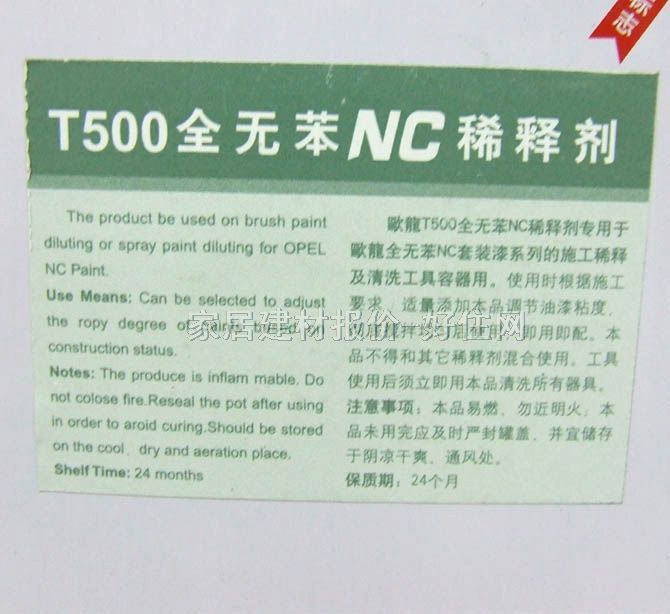 标志
T500全无苯NC稀释剂
The product be used on brush paint
diluting or spray paint diluting for OPEL
NC Paint.
Use Means: Can be selected to adjust
the ropy degree of paint, breed on
construction status.
Notes: The produce is inflam mable. Do
not colose fire.Reseal the pot after using
in order to aroid curing.Should be stored
on the cool, dry and aeration place.
Shelf Time: 24 months
歐龍T500全无苯NC稀释剂专用于
歐龍全无苯NC套装漆系列的施工稀释
及清洗工具容器用。使用时根据施工
要求，适量添加本品调节油漆粘度，
即用即配。本
品不得和其它稀释剂混合使用。工具
使用后须立即用本品清洗所有器具。
注意事项：本品易燃、勿近明火；本
品未用完应及时严封罐盖、并宜储存
于阴凉干爽、通风处。
保质期：24个月
家居建材报价 好仕网